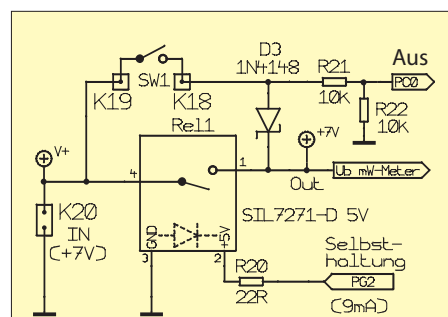 D3
1N4148
Aus
SW1
R21
10K
PC0
K19
K18
R22
10K
Rel1
+7V
V+
4
1
Out
Ub mW-Meter
K20
IN
(+7V)
SIL7271-D 5V
GND
+5V
3
2
R20
22R
Selbst-
haltung
PG2
(9mA)